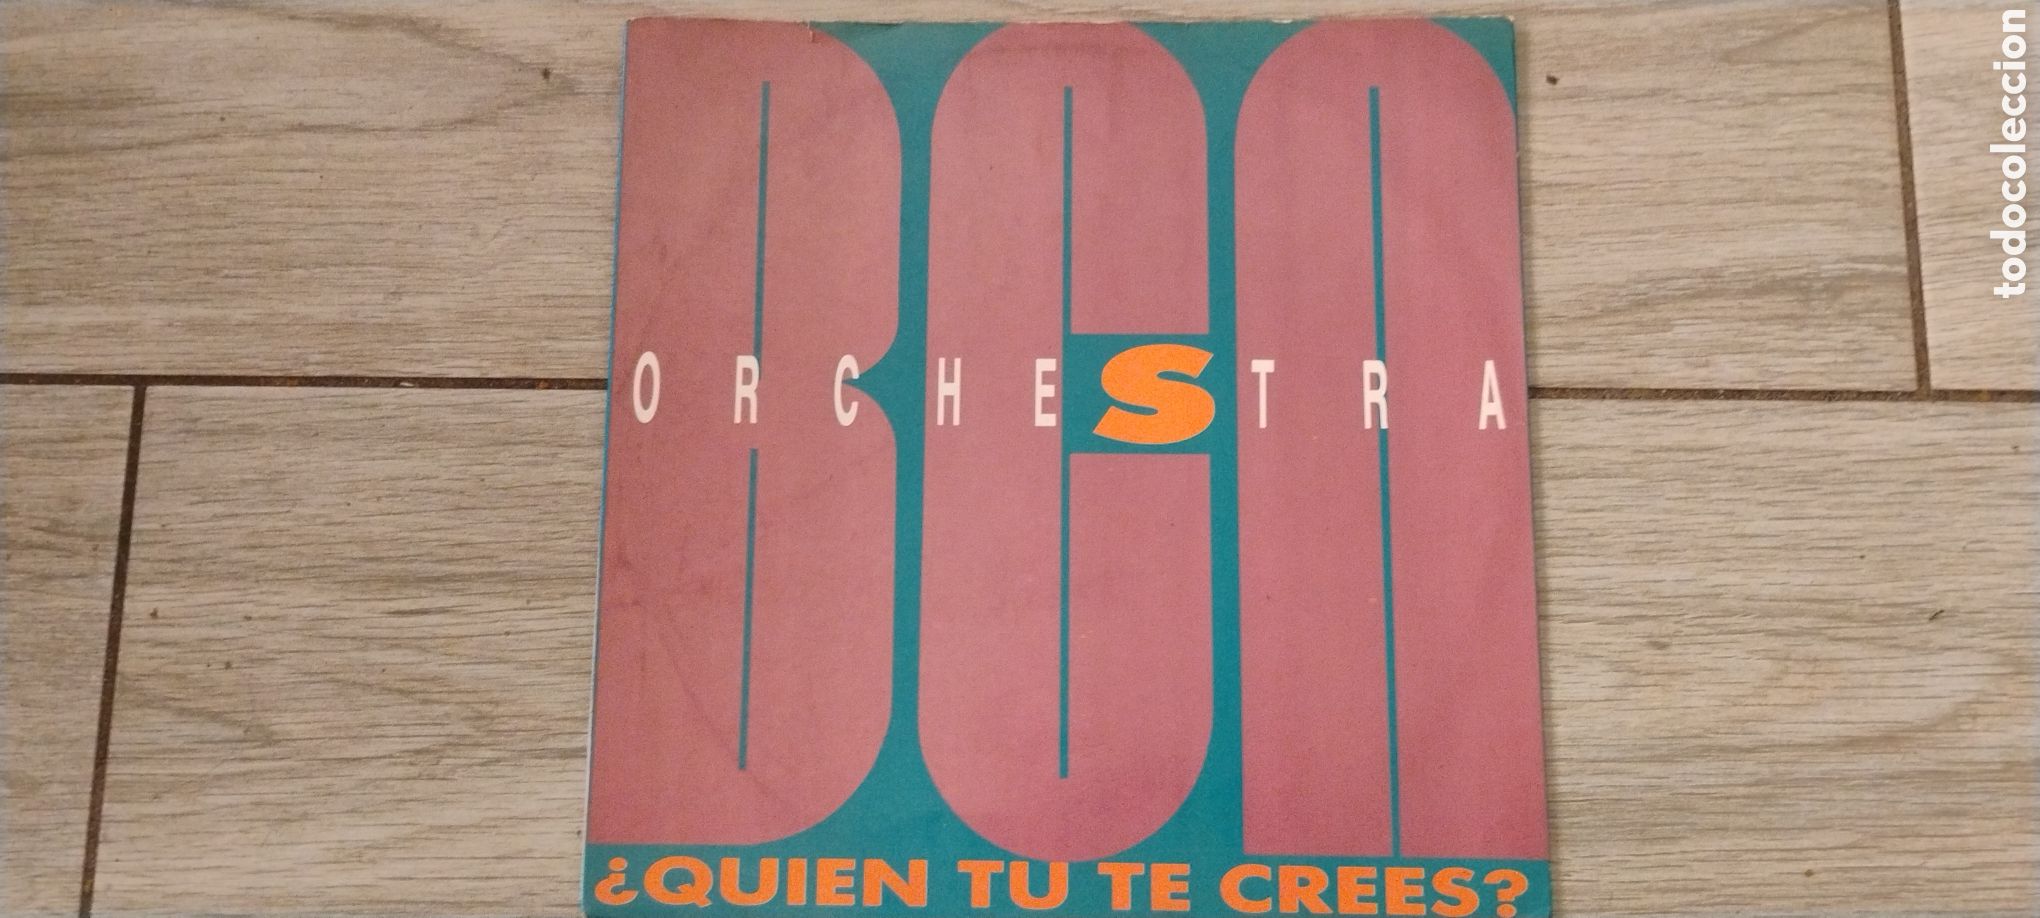 BCN
ORCHESTRA
¿QUIEN TU TE CREES?
todocoleccion